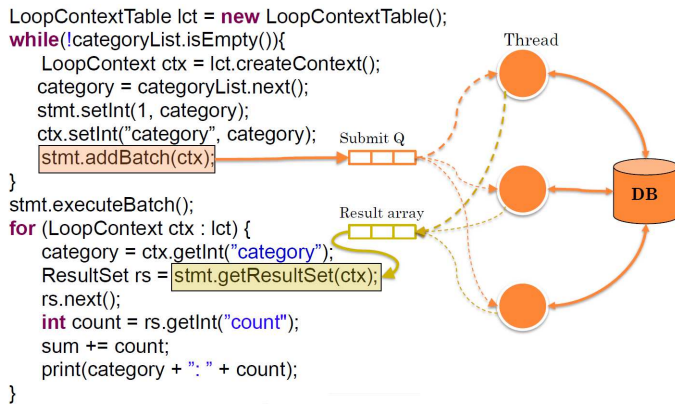 LoopContextTable lct = new LoopContextTable();
while(!categoryList.isEmpty()){
LoopContext ctx = lct.createContext();
category = categoryList.next();
stmt.setInt(1, category);
ctx.setInt(”category”, category);
stmt.addBatch(ctx);
}
stmt.executeBatch();
for (LoopContext ctx : lct) {
category = ctx.getInt(”category”);
ResultSet rs = stmt.getResultSet(ctx);
rs.next();
int count = rs.getInt(”count");
sum += count;
print(category + ”: ” + count);
}
Thread
Submit Q
Result array
DB